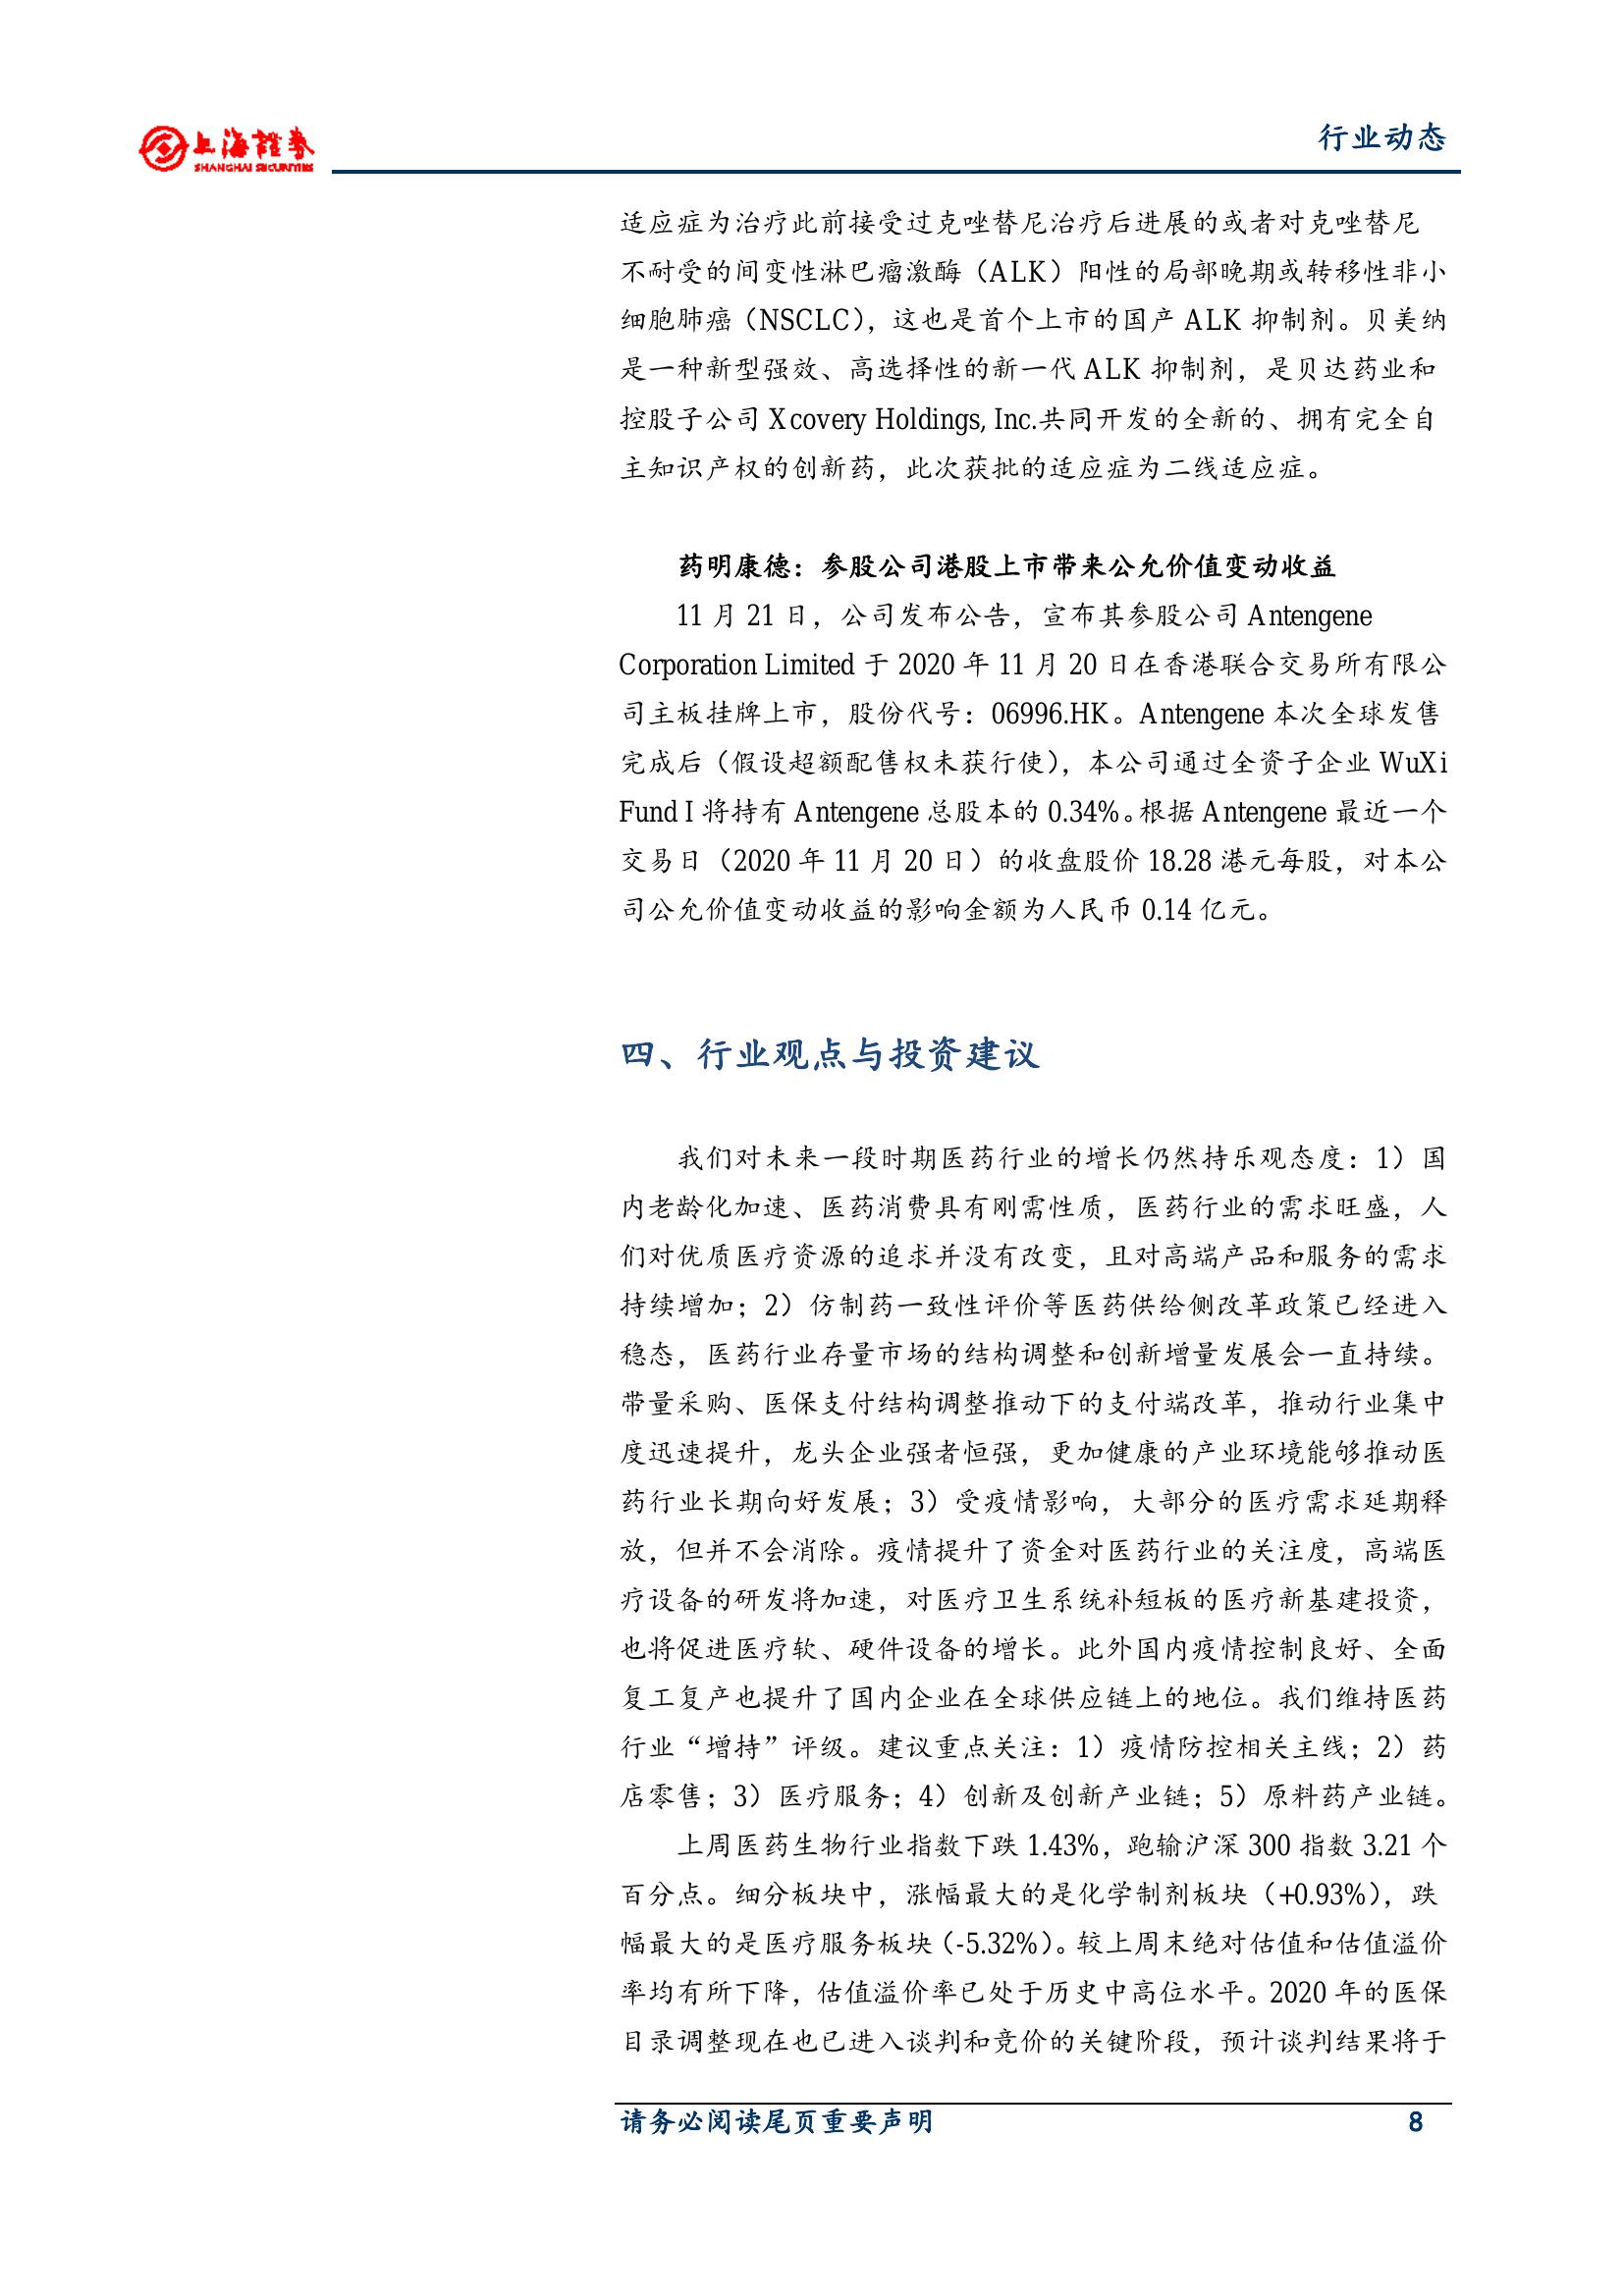 上海證券
SHANGHAI SECURITIES
行业动态
适应症为治疗此前接受过克唑替尼治疗后进展的或者对克唑替尼
不耐受的间变性淋巴瘤激酶（ALK）阳性的局部晚期或转移性非小
细胞肺癌（NSCLC），这也是首个上市的国产 ALK 抑制剂。贝美纳
是一种新型强效、高选择性的新一代 ALK 抑制剂，是贝达药业和
控股子公司 Xcovery Holdings, Inc.共同开发的全新的、拥有完全自
主知识产权的创新药，此次获批的适应症为二线适应症。
药明康德：参股公司港股上市带来公允价值变动收益
11 月 21 日，公司发布公告，宣布其参股公司 Antengene
Corporation Limited 于 2020 年 11 月 20 日在香港联合交易所有限公
司主板挂牌上市，股份代号：06996.HK。Antengene 本次全球发售
完成后（假设超额配售权未获行使），本公司通过全资子企业 WuXi
Fund I 将持有 Antengene 总股本的 0.34%。根据 Antengene 最近一个
交易日（2020 年 11 月 20 日）的收盘股价 18.28 港元每股，对本公
司公允价值变动收益的影响金额为人民币 0.14 亿元。
四、行业观点与投资建议
我们对未来一段时期医药行业的增长仍然持乐观态度：1）国
内老龄化加速、医药消费具有刚需性质，医药行业的需求旺盛，人
们对优质医疗资源的追求并没有改变，且对高端产品和服务的需求
持续增加；2）仿制药一致性评价等医药供给侧改革政策已经进入
稳态，医药行业存量市场的结构调整和创新增量发展会一直持续。
带量采购、医保支付结构调整推动下的支付端改革，推动行业集中
度迅速提升，龙头企业强者恒强，更加健康的产业环境能够推动医
药行业长期向好发展；3）受疫情影响，大部分的医疗需求延期释
放，但并不会消除。疫情提升了资金对医药行业的关注度，高端医
疗设备的研发将加速，对医疗卫生系统补短板的医疗新基建投资，
也将促进医疗软、硬件设备的增长。此外国内疫情控制良好、全面
复工复产也提升了国内企业在全球供应链上的地位。我们维持医药
行业“增持”评级。建议重点关注：1）疫情防控相关主线；2）药
店零售；3）医疗服务；4）创新及创新产业链；5）原料药产业链。
上周医药生物行业指数下跌 1.43%，跑输沪深 300 指数 3.21 个
百分点。细分板块中，涨幅最大的是化学制剂板块（+0.93%），跌
幅最大的是医疗服务板块（-5.32%）。较上周末绝对估值和估值溢价
率均有所下降，估值溢价率已处于历史中高位水平。2020 年的医保
目录调整现在也已进入谈判和竞价的关键阶段，预计谈判结果将于
请务必阅读尾页重要声明
8